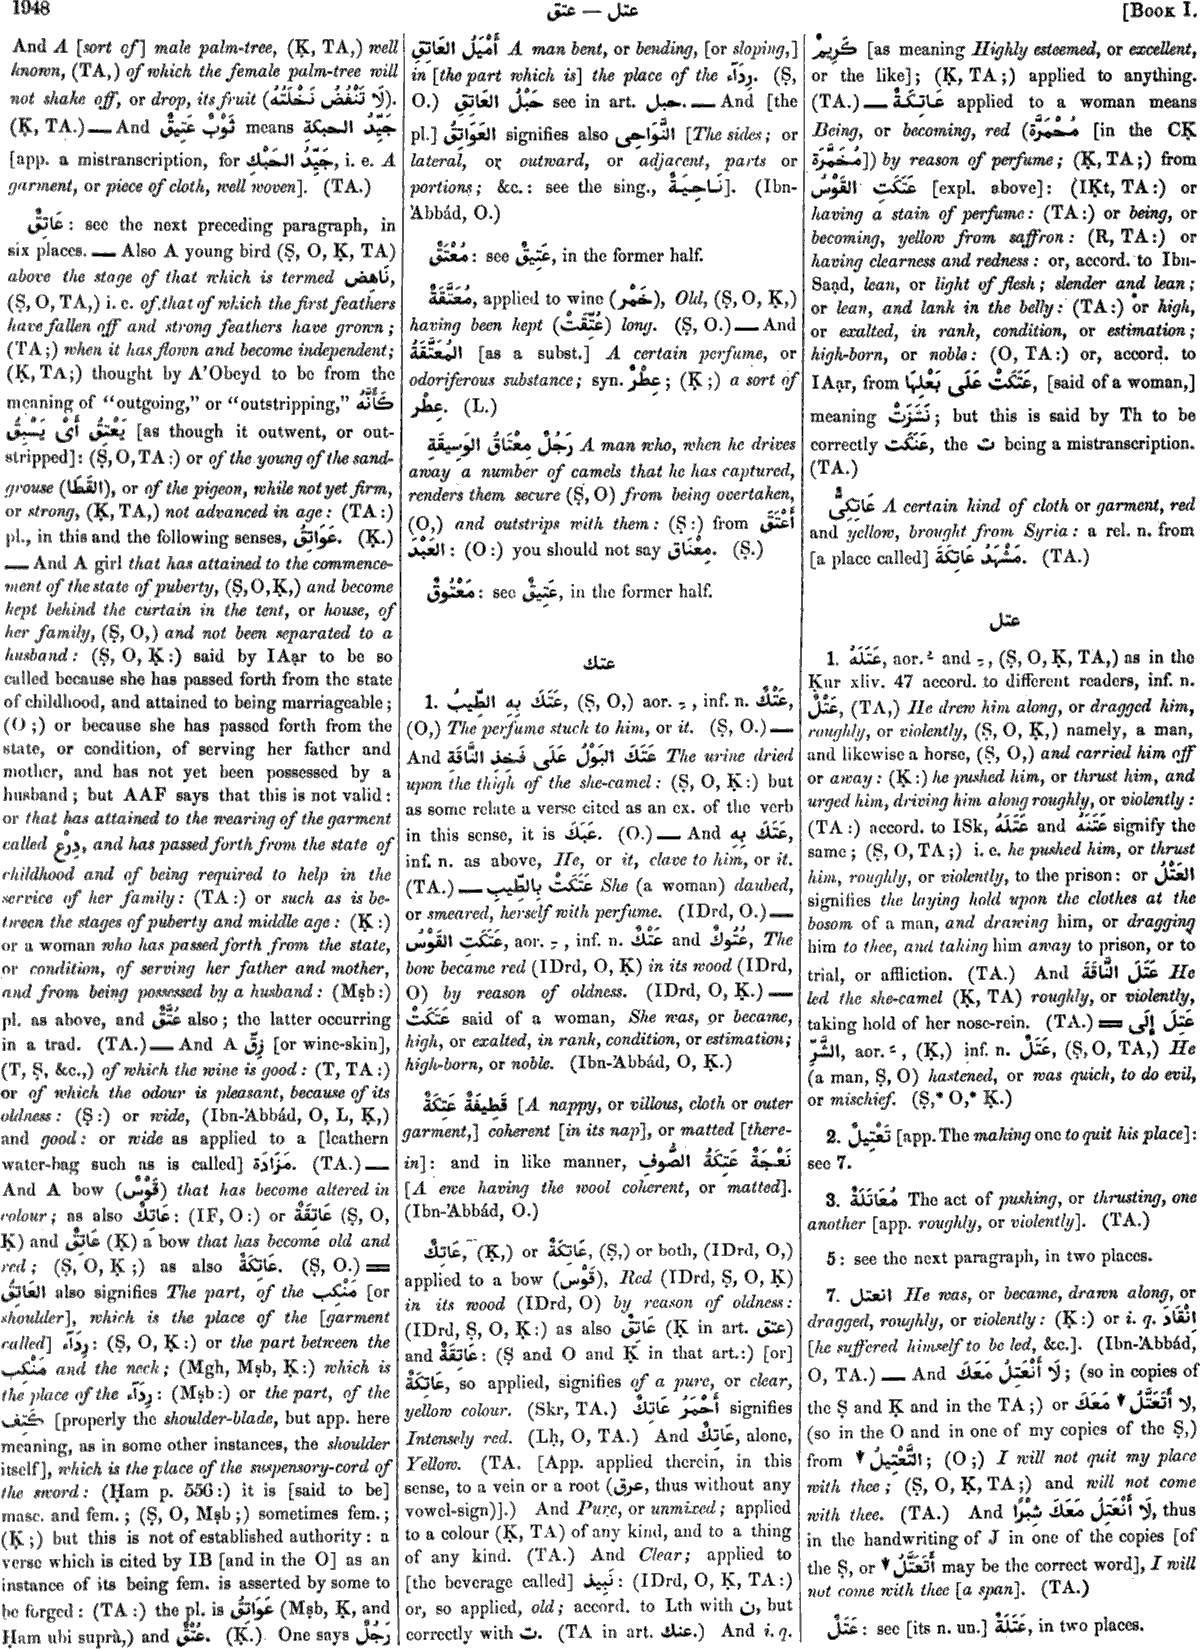 1948
عتل — عتق
[BOOK I.
And A [sort of] male palm-tree, (Ḳ, TA,) well
known, (TA,) of which the female palm-tree will
not shake off, or drop, its fruit (لَا تَنْفُضُ نَخْلَتُهُ).
(Ḳ, TA.) — And ثَوْبٌ عَتِيقٌ means جَيِّدُ الحبكة
[app. a mistranscription, for جَيِّدُ الحَبْكِ, i. e. A
garment, or piece of cloth, well woven]. (TA.)
عَاتِقٌ : see the next preceding paragraph, in
six places. — Also A young bird (Ṣ, O, Ḳ, TA)
above the stage of that which is termed نَاهِض,
(Ṣ, O, TA,) i. e. of that of which the first feathers
have fallen off and strong feathers have grown;
(TA;) when it has flown and become independent;
(Ḳ, TA;) thought by A'Obeyd to be from the
meaning of “outgoing,” or “outstripping,” كَأَنَّهُ
يَعْتِقُ أَىْ يَسْبِقُ [as though it outwent, or out-
stripped]: (Ṣ, O, TA:) or of the young of the sand-
grouse (القَطَا), or of the pigeon, while not yet firm,
or strong, (Ḳ, TA,) not advanced in age: (TA:)
pl., in this and the following senses, عَوَاتِقُ. (Ḳ.)
— And A girl that has attained to the commence-
ment of the state of puberty, (Ṣ, O, Ḳ,) and become
kept behind the curtain in the tent, or house, of
her family, (Ṣ, O,) and not been separated to a
husband: (Ṣ, O, Ḳ:) said by IAạr to be so
called because she has passed forth from the state
of childhood, and attained to being marriageable;
(O;) or because she has passed forth from the
state, or condition, of serving her father and
mother, and has not yet been possessed by a
husband; but AAF says that this is not valid:
or that has attained to the wearing of the garment
called دِرْع, and has passed forth from the state of
childhood and of being required to help in the
service of her family: (TA:) or such as is be-
tween the stages of puberty and middle age: (Ḳ:)
or a woman who has passed forth from the state,
or condition, of serving her father and mother,
and from being possessed by a husband: (Mṣb:)
pl. as above, and عُتَّقٌ also; the latter occurring
in a trad. (TA.) — And A زِقّ [or wine-skin],
(T, Ṣ, &c.,) of which the wine is good: (T, TA:)
or of which the odour is pleasant, because of its
oldness: (Ṣ:) or wide, (Ibn-'Abbád, O, L, Ḳ,)
and good: or wide as applied to a [leathern
water-bag such as is called] مَزَادَة. (TA.) —
And A bow (قَوْسٌ) that has become altered in
colour; as also عَاتِكٌ : (IF, O:) or عَاتِقَةٌ (Ṣ, O,
Ḳ) and عَاتِقٌ (Ḳ) a bow that has become old and
red; (Ṣ, O, Ḳ;) as also عَاتِكَةٌ. (Ṣ, O.) ═
العَاتِقُ also signifies The part, of the مَنْكِب [or
shoulder], which is the place of the [garment
called] رِدَآء : (Ṣ, O, Ḳ:) or the part between the
مَنْكِب and the neck; (Mgh, Mṣb, Ḳ:) which is
the place of the رِدَآء : (Mṣb:) or the part, of the
كَتِف [properly the shoulder-blade, but app. here
meaning, as in some other instances, the shoulder
itself], which is the place of the suspensory-cord of
the sword: (Ḥam p. 556:) it is [said to be]
masc. and fem.; (Ṣ, O, Mṣb;) sometimes fem.;
(Ḳ;) but this is not of established authority: a
verse which is cited by IB [and in the O] as an
instance of its being fem. is asserted by some to
be forged: (TA:) the pl. is عَوَاتِقُ (Mṣb, Ḳ, and
Ḥam ubi suprà,) and عُتُقٌ. (Ḳ.) One says رَجُلٌ
أَمْيَلُ العَاتِقِ A man bent, or bending, [or sloping,]
in [the part which is] the place of the رِدَآء. (Ṣ,
O.) حَبْلُ العَاتِقِ see in art. حبل. — And [the
pl.] العَوَاتِقُ signifies also النَّوَاحِى [The sides; or
lateral, or outward, or adjacent, parts or
portions; &c.: see the sing., نَاحِيَةٌ]. (Ibn-
'Abbád, O.)
مُعْتَقٌ : see عَتِيقٌ, in the former half.
مُعَتَّقَةٌ, applied to wine (خَمْر), Old, (Ṣ, O, Ḳ,)
having been kept (عُتِّقَتْ) long. (Ṣ, O.) — And
المُعَتَّقَةُ [as a subst.] A certain perfume, or
odoriferous substance; syn. عِطْرٌ ; (Ḳ;) a sort of
عِطْر. (L.)
رَجُلٌ مِعْتَاقُ الوَسِيقَةِ A man who, when he drives
away a number of camels that he has captured,
renders them secure (Ṣ, O) from being overtaken,
(O,) and outstrips with them: (Ṣ:) from أَعْتَقَ
العَبْدَ : (O:) you should not say مِعْنَاق. (Ṣ.)
مَعْتُوقٌ : see عَتِيقٌ, in the former half.
عتك
1. عَتَكَ بِهِ الطِّيبُ, (Ṣ, O,) aor. ـِ , inf. n. عَتْكٌ,
(O,) The perfume stuck to him, or it. (Ṣ, O.) —
And عَتَكَ البَوْلُ عَلَى فَخِذِ النَّاقَةِ The urine dried
upon the thigh of the she-camel: (Ṣ, O, Ḳ:) but
as some relate a verse cited as an ex. of the verb
in this sense, it is عَبَكَ. (O.) — And عَتَكَ بِهِ,
inf. n. as above, He, or it, clave to him, or it.
(TA.) — عَتَكَتْ بِالطِّيبِ She (a woman) daubed,
or smeared, herself with perfume. (IDrd, O.) —
عَتَكَتِ القَوْسُ, aor. ـِ , inf. n. عَتْكٌ and عُتُوكٌ, The
bow became red (IDrd, O, Ḳ) in its wood (IDrd,
O) by reason of oldness. (IDrd, O, Ḳ.) —
عَتَكَتْ said of a woman, She was, or became,
high, or exalted, in rank, condition, or estimation;
high-born, or noble. (Ibn-'Abbád, O, Ḳ.)
قَطِيفَةٌ عَتِكَةٌ [A nappy, or villous, cloth or outer
garment,] coherent [in its nap], or matted [there-
in]: and in like manner, نَعْجَةٌ عَتِكَةُ الصُّوفِ
[A ewe having the wool coherent, or matted].
(Ibn-'Abbád, O.)
عَاتِكٌ, (Ḳ,) or عَاتِكَةٌ, (Ṣ,) or both, (IDrd, O,)
applied to a bow (قَوْس), Red (IDrd, Ṣ, O, Ḳ)
in its wood (IDrd, O) by reason of oldness:
(IDrd, Ṣ, O, Ḳ:) as also عَاتِقٌ (Ḳ in art. عتق)
and عَاتِقَةٌ : (Ṣ and O and Ḳ in that art.:) [or]
عَاتِكَةٌ, so applied, signifies of a pure, or clear,
yellow colour. (Skr, TA.) أَحْمَرُ عَاتِكٌ signifies
Intensely red. (Lḥ, O, TA.) And عَاتِكٌ, alone,
Yellow. (TA. [App. applied therein, in this
sense, to a vein or a root (عرق, thus without any
vowel-sign)].) And Pure, or unmixed; applied
to a colour (Ḳ, TA) of any kind, and to a thing
of any kind. (TA.) And Clear; applied to
[the beverage called] نَبِيذ : (IDrd, O, Ḳ, TA:)
or, so applied, old; accord. to Lth with ن, but
correctly with ت. (TA in art. عنك.) And i. q.
كَرِيمٌ [as meaning Highly esteemed, or excellent,
or the like]; (Ḳ, TA;) applied to anything.
(TA.) — عَاتِكَةٌ applied to a woman means
Being, or becoming, red (مُحْمَرَّة [in the CḲ
مُخَمَّرَة]) by reason of perfume; (Ḳ, TA;) from
عَتَكَتِ القَوْسُ [expl. above]: (IḲt, TA:) or
having a stain of perfume: (TA:) or being, or
becoming, yellow from saffron: (R, TA:) or
having clearness and redness: or, accord. to Ibn-
Saạd, lean, or light of flesh; slender and lean;
or lean, and lank in the belly: (TA:) or high,
or exalted, in rank, condition, or estimation;
high-born, or noble: (O, TA:) or, accord. to
IAạr, from عَتَكَتْ عَلَى بَعْلِهَا, [said of a woman,]
meaning نَشَزَتْ ; but this is said by Th to be
correctly عَنَكَت, the ت being a mistranscription.
(TA.)
عَاتِكِىٌّ A certain kind of cloth or garment, red
and yellow, brought from Syria: a rel. n. from
[a place called] مَشْهَدُ عَاتِكَةَ. (TA.)
عتل
1. عَتَلَهُ, aor. ـُ and ـِ , (Ṣ, O, Ḳ, TA,) as in the
Ḳur xliv. 47 accord. to different readers, inf. n.
عَتْلٌ, (TA,) He drew him along, or dragged him,
roughly, or violently, (Ṣ, O, Ḳ,) namely, a man,
and likewise a horse, (Ṣ, O,) and carried him off
or away: (Ḳ:) he pushed him, or thrust him, and
urged him, driving him along roughly, or violently:
(TA:) accord. to ISk, عَتَلَهُ and عَتَنَهُ signify the
same; (Ṣ, O, TA;) i. e. he pushed him, or thrust
him, roughly, or violently, to the prison: or العَتْلُ
signifies the laying hold upon the clothes at the
bosom of a man, and drawing him, or dragging
him to thee, and taking him away to prison, or to
trial, or affliction. (TA.) And عَتَلَ النَّاقَةَ He
led the she-camel (Ḳ, TA) roughly, or violently,
taking hold of her nose-rein. (TA.) ═ عَتِلَ إِلَى
الشَّرِّ, aor. ـَ , (Ḳ,) inf. n. عَتَلٌ, (Ṣ, O, TA,) He
(a man, Ṣ, O) hastened, or was quick, to do evil,
or mischief. (Ṣ,* O,* Ḳ.)
2. تَعْتِيلٌ [app. The making one to quit his place]:
see 7.
3. مُعَاتَلَةٌ The act of pushing, or thrusting, one
another [app. roughly, or violently]. (TA.)
5: see the next paragraph, in two places.
7. انعتل He was, or became, drawn along, or
dragged, roughly, or violently: (Ḳ:) or i. q. اِنْقَادَ
[he suffered himself to be led, &c.]. (Ibn-'Abbád,
O, TA.) — And لَا أَنْعَتِلُ مَعَكَ ; (so in copies of
the Ṣ and Ḳ and in the TA;) or لَا أَتَعَتَّلُ ▼ مَعَكَ,
(so in the O and in one of my copies of the Ṣ,)
from التَّعْتِيلُ ▼ ; (O;) I will not quit my place
with thee; (Ṣ, O, Ḳ, TA;) and will not come
with thee. (TA.) And لَا أَنْعَتِلُ مَعَكَ شِبْرًا, thus
in the handwriting of J in one of the copies [of
the Ṣ, or أَتَعَتَّلُ ▼ may be the correct word], I will
not come with thee [a span]. (TA.)
عَتَلٌ : see [its n. un.] عَتَلَةٌ, in two places.